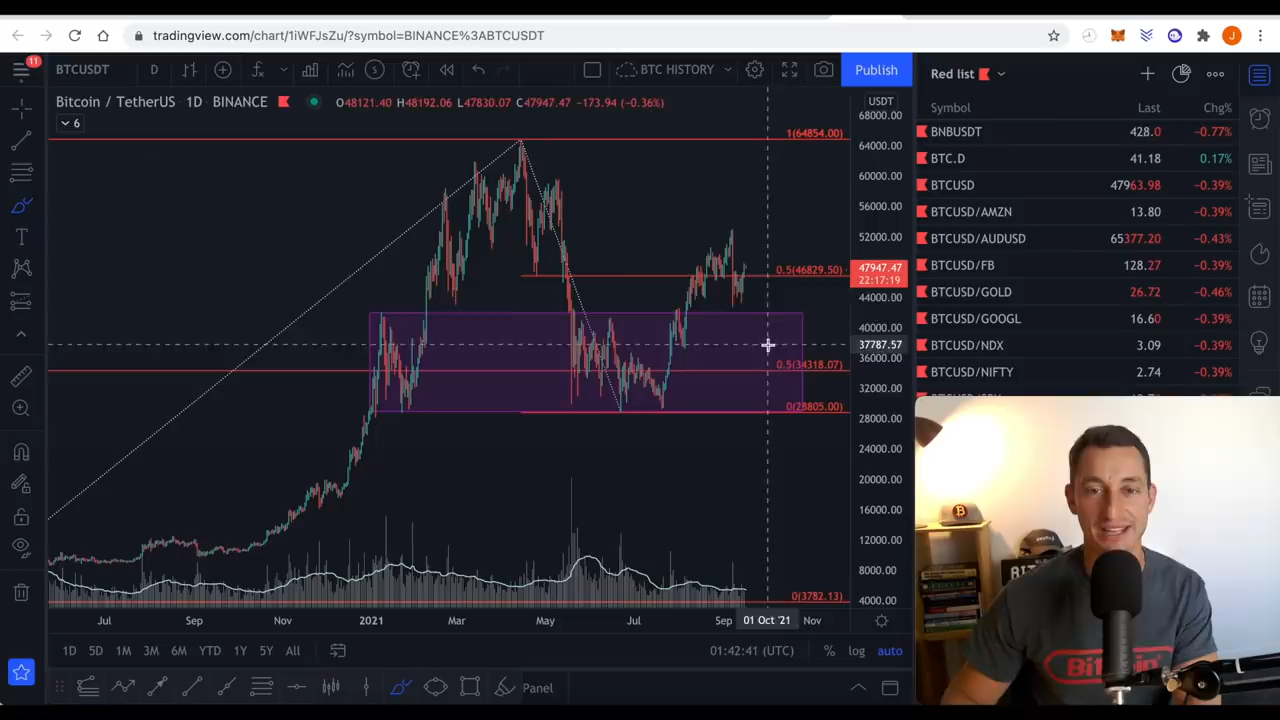 tradingview.com/chart/1iWFJsZu/?symbol=BINANCE%3ABTCUSDT
J
11
BTCUSDT
D
BTC HISTORY
Publish
Red list
Bitcoin / TetherUS · 1D · BINANCE
O48121.40 H48192.06 L47830.07 C47947.47 −173.94 (−0.36%)
6
USDT
Symbol Last Chg%
BNBUSDT 428.0 −0.77%
BTC.D 41.18 0.17%
BTCUSD 47963.98 −0.39%
BTCUSD/AMZN 13.80 −0.39%
BTCUSD/AUDUSD 65377.20 −0.43%
BTCUSD/FB 128.27 −0.39%
BTCUSD/GOLD 26.72 −0.46%
BTCUSD/GOOGL 16.60 −0.39%
BTCUSD/NDX 3.09 −0.39%
BTCUSD/NIFTY 2.74 −0.39%
1(64854.00)
0.5(46829.50)
0.5(34318.07)
0(28805.00)
0(3782.13)
68000.00
64000.00
60000.00
56000.00
52000.00
47947.47
22:17:19
44000.00
40000.00
37787.57
36000.00
32000.00
28000.00
24000.00
20000.00
16000.00
12000.00
8000.00
4000.00
Jul Sep Nov 2021 Mar May Jul Sep 01 Oct '21 Nov
1D 5D 1M 3M 6M YTD 1Y 5Y All
01:42:41 (UTC) % log auto
Panel
Bitcoin